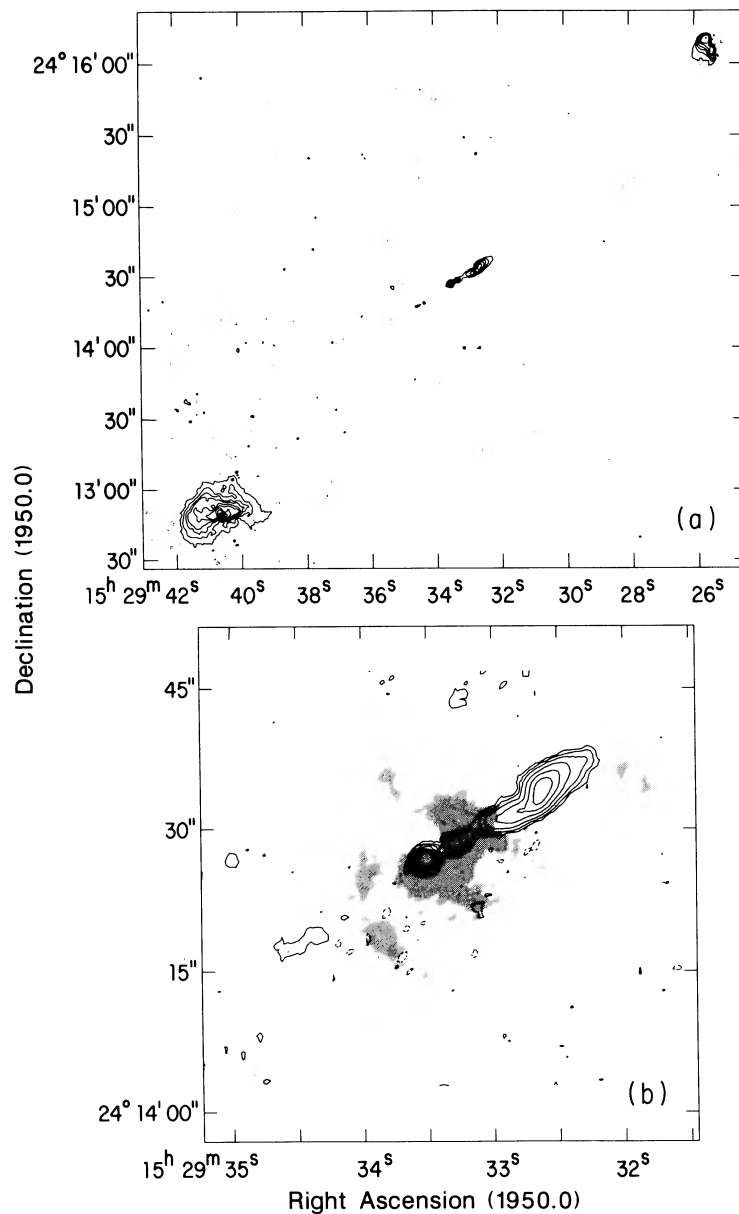 24° 16' 00"
30"
15' 00"
30"
14' 00"
30"
13' 00"
(a)
30"
15ʰ 29ᵐ 42ˢ 40ˢ 38ˢ 36ˢ 34ˢ 32ˢ 30ˢ 28ˢ 26ˢ
Declination (1950.0)
45"
30"
15"
(b)
24° 14' 00"
15ʰ 29ᵐ 35ˢ 34ˢ 33ˢ 32ˢ
Right Ascension (1950.0)